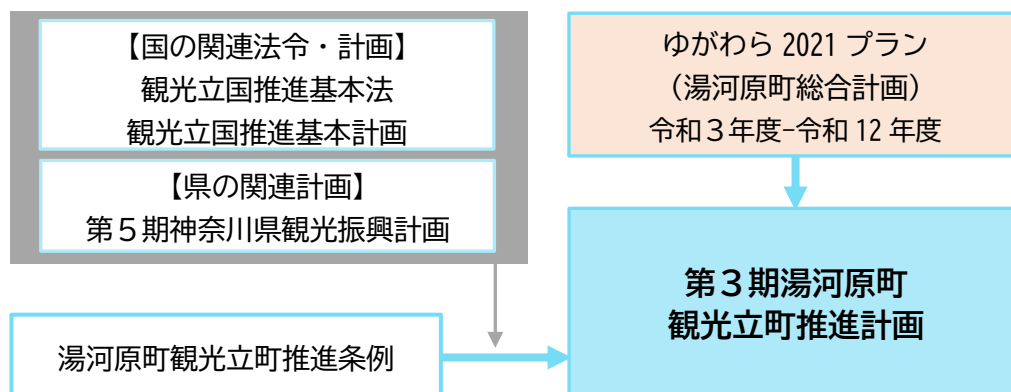 【国の関連法令・計画】
観光立国推進基本法
観光立国推進基本計画
【県の関連計画】
第５期神奈川県観光振興計画
湯河原町観光立町推進条例
ゆがわら 2021 プラン
（湯河原町総合計画）
令和３年度-令和 12 年度
第３期湯河原町
観光立町推進計画